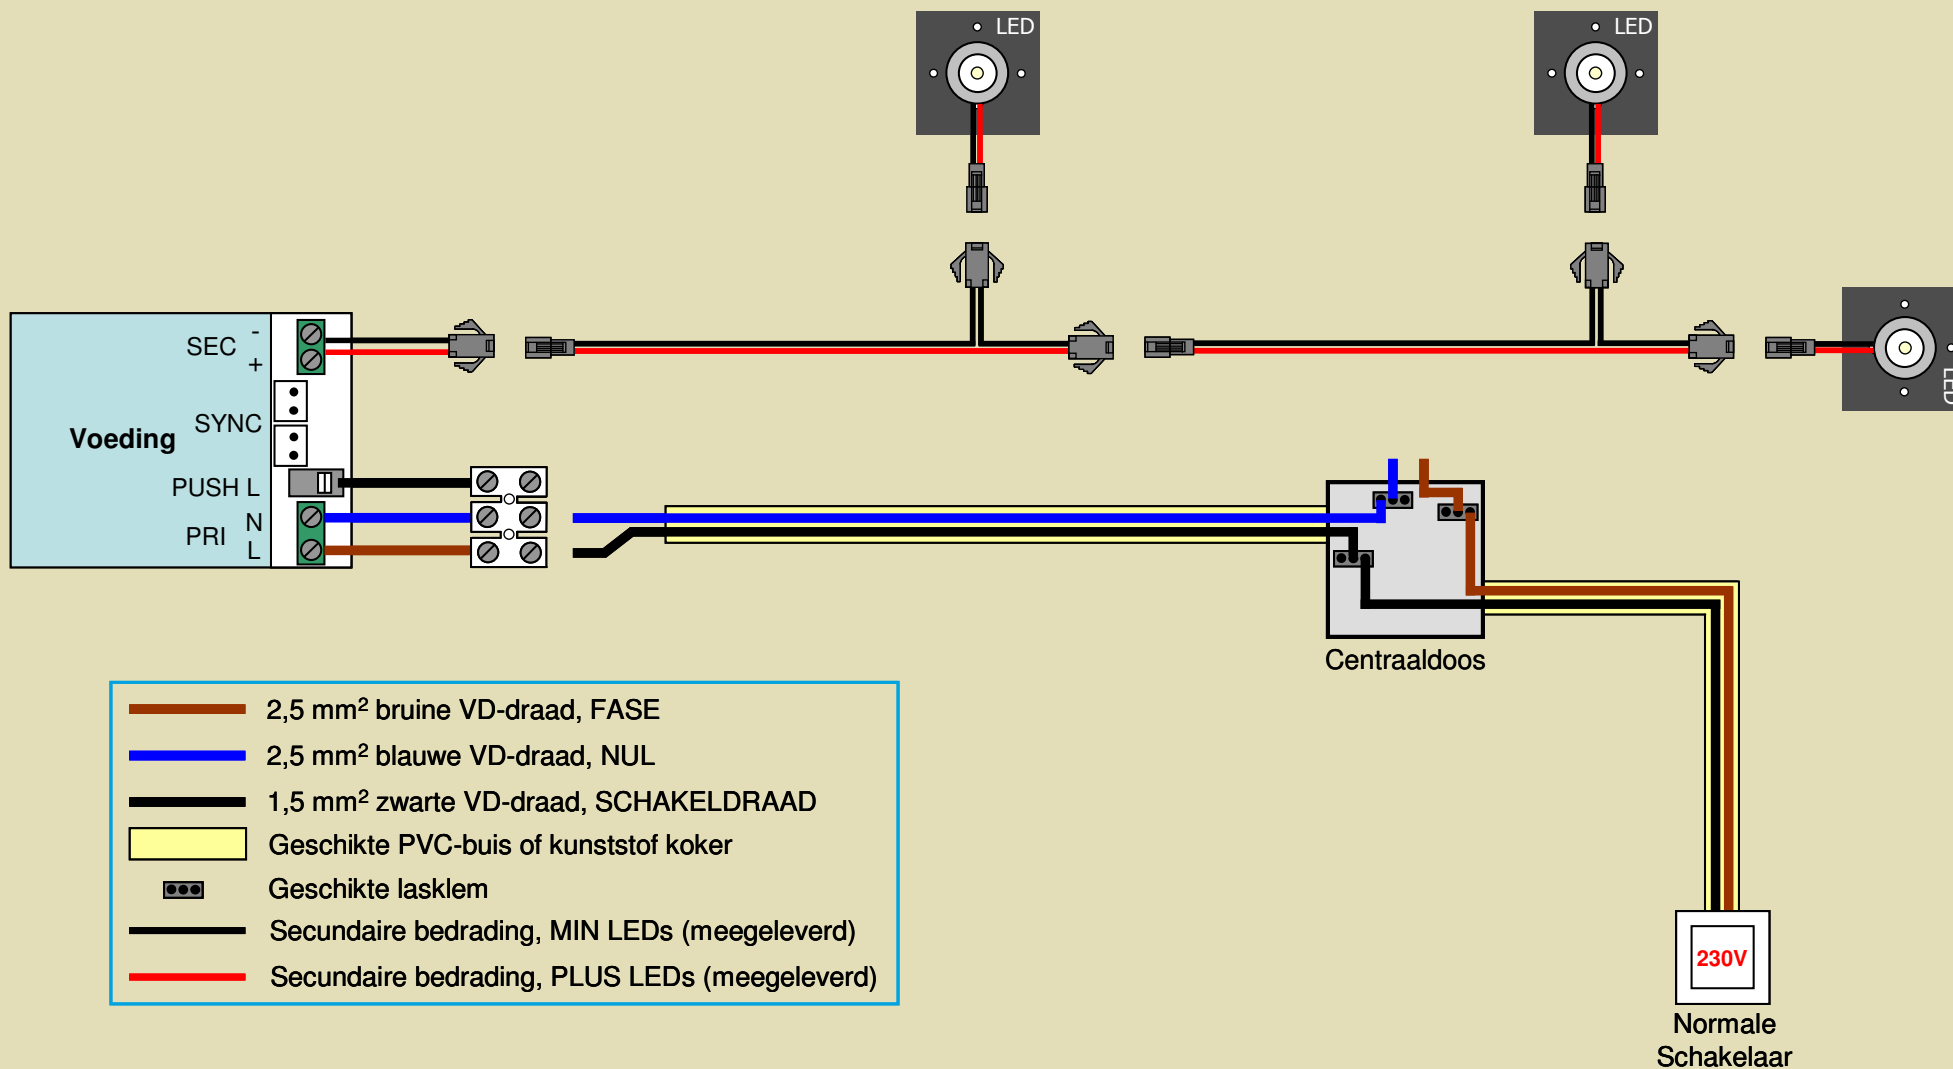 LED
LED
LED
SEC
-
+
SYNC
Voeding
PUSH L
PRI
N
L
Centraaldoos
2,5 mm² bruine VD-draad, FASE
2,5 mm² blauwe VD-draad, NUL
1,5 mm² zwarte VD-draad, SCHAKELDRAAD
Geschikte PVC-buis of kunststof koker
Geschikte lasklem
Secundaire bedrading, MIN LEDs (meegeleverd)
Secundaire bedrading, PLUS LEDs (meegeleverd)
230V
Normale
Schakelaar